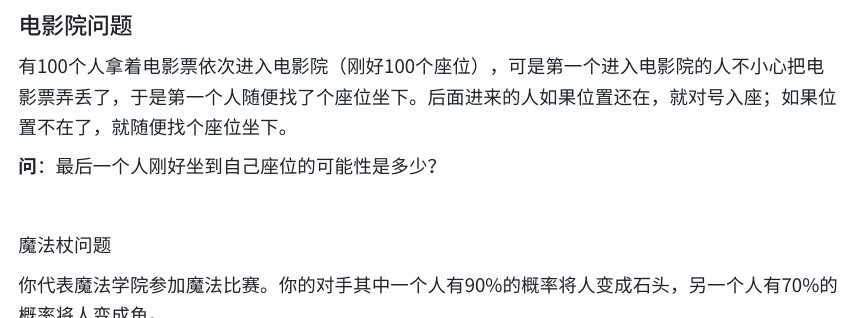 电影院问题
有100个人拿着电影票依次进入电影院（刚好100个座位），可是第一个进入电影院的人不小心把电
影票弄丢了，于是第一个人随便找了个座位坐下。后面进来的人如果位置还在，就对号入座；如果位
置不在了，就随便找个座位坐下。
问：最后一个人刚好坐到自己座位的可能性是多少？
魔法杖问题
你代表魔法学院参加魔法比赛。你的对手其中一个人有90%的概率将人变成石头，另一个人有70%的
概率将人变成鱼。